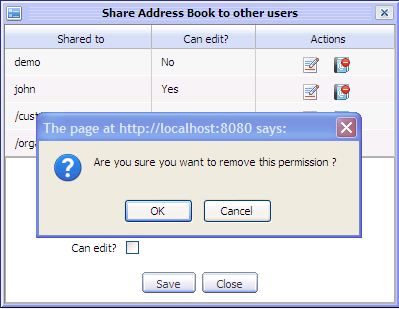 Share Address Book to other users
Shared to Can edit? Actions
demo No
john Yes
/cust
/orga
The page at http://localhost:8080 says:
Are you sure you want to remove this permission ?
OK Cancel
Can edit?
Save Close